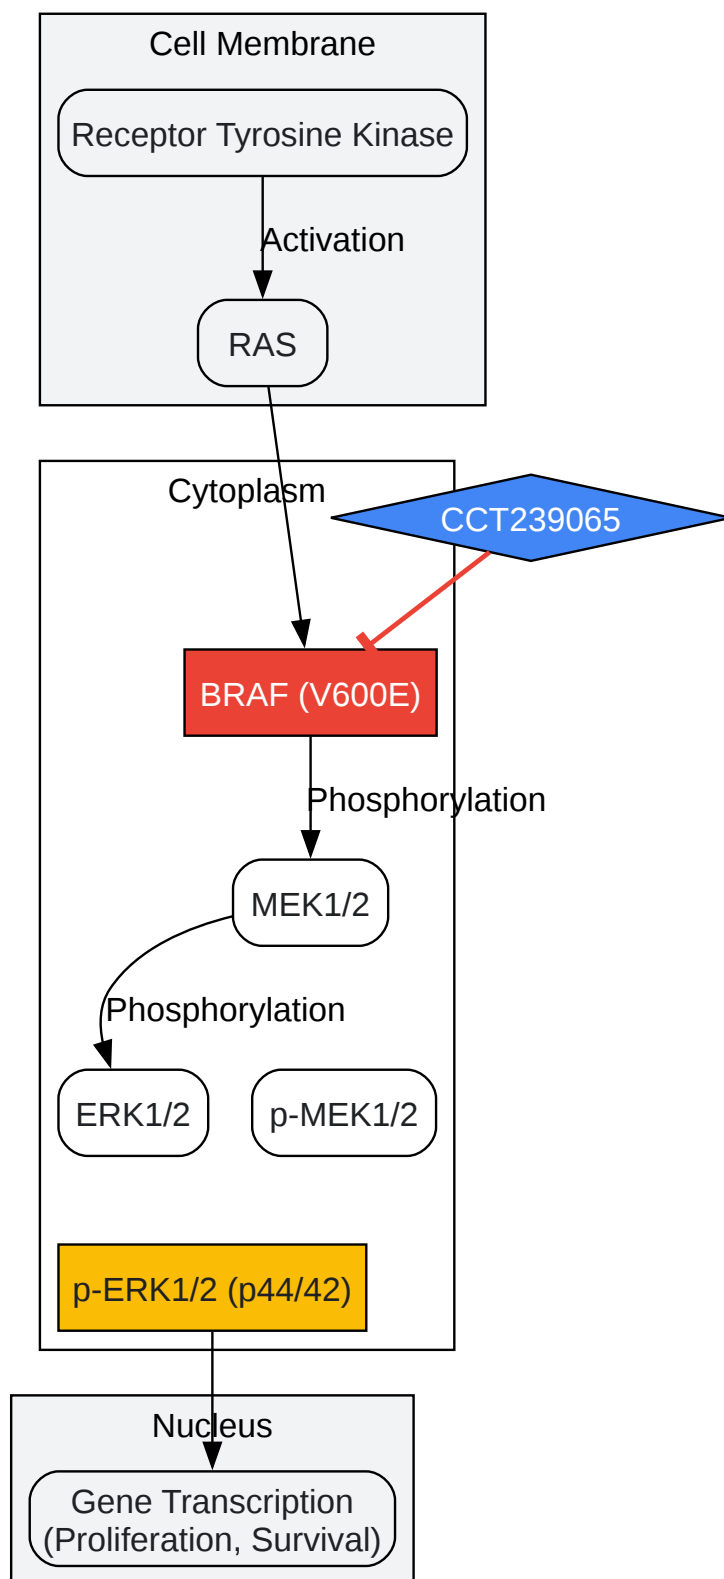 Cell Membrane
Receptor Tyrosine Kinase
Activation
RAS
Cytoplasm
CCT239065
BRAF (V600E)
Phosphorylation
MEK1/2
Phosphorylation
ERK1/2
p-MEK1/2
p-ERK1/2 (p44/42)
Nucleus
Gene Transcription
(Proliferation, Survival)